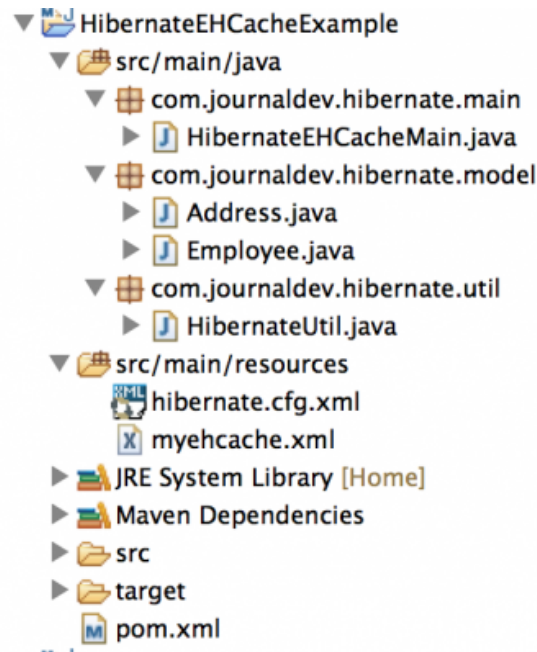 HibernateEHCacheExample
src/main/java
com.journaldev.hibernate.main
HibernateEHCacheMain.java
com.journaldev.hibernate.model
Address.java
Employee.java
com.journaldev.hibernate.util
HibernateUtil.java
src/main/resources
hibernate.cfg.xml
myehcache.xml
JRE System Library [Home]
Maven Dependencies
src
target
pom.xml